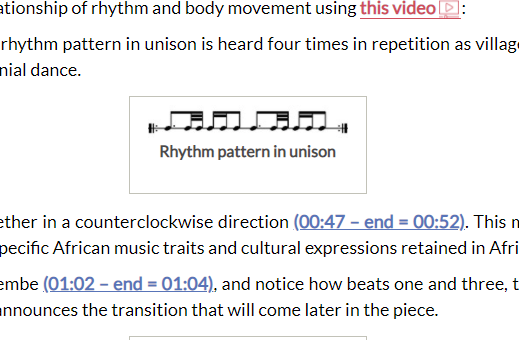 ationship of rhythm and body movement using this video:
rhythm pattern in unison is heard four times in repetition as villag
nial dance.
Rhythm pattern in unison
ether in a counterclockwise direction (00:47 – end = 00:52). This m
pecific African music traits and cultural expressions retained in Afri
embe (01:02 – end = 01:04), and notice how beats one and three, t
announces the transition that will come later in the piece.